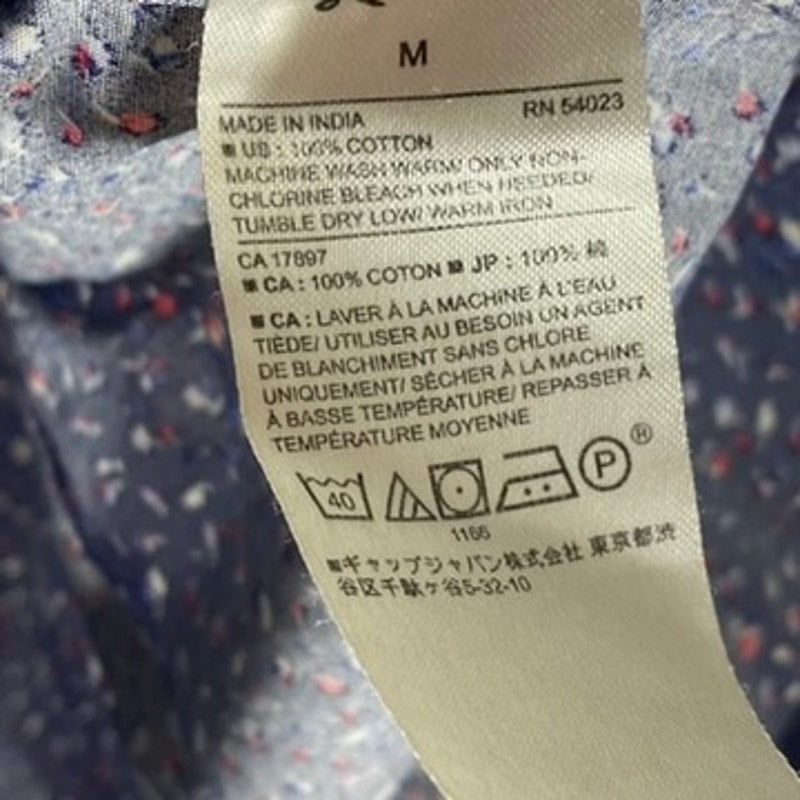 M
RN 54023
MADE IN INDIA
US : 100% COTTON
MACHINE WASH WARM/ ONLY NON-
CHLORINE BLEACH WHEN NEEDED/
TUMBLE DRY LOW/ WARM IRON
CA 17897
CA : 100% COTON JP : 100% 綿
CA : LAVER À LA MACHINE À L'EAU
TIÈDE/ UTILISER AU BESOIN UN AGENT
DE BLANCHIMENT SANS CHLORE
UNIQUEMENT/ SÉCHER À LA MACHINE
À BASSE TEMPÉRATURE/ REPASSER À
TEMPÉRATURE MOYENNE
40 P ®
1166
ギャップジャパン株式会社 東京都渋
谷区千駄ヶ谷5-32-10